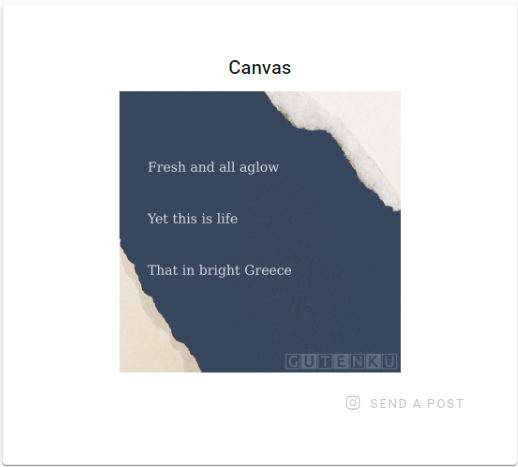 Canvas
Fresh and all aglow
Yet this is life
That in bright Greece
GUTENKU
SEND A POST